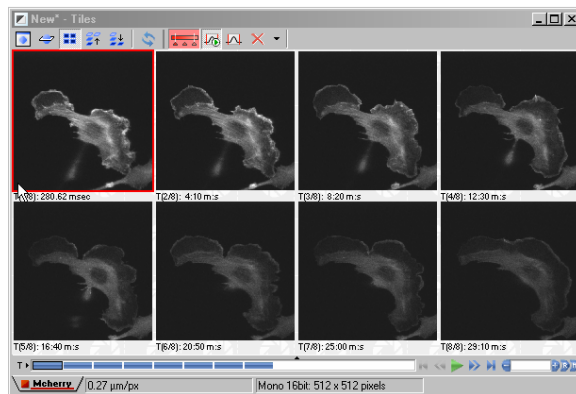 New* - Tiles
T(1/8): 280.62 msec
T(2/8): 4:10 m:s
T(3/8): 8:20 m:s
T(4/8): 12:30 m:s
T(5/8): 16:40 m:s
T(6/8): 20:50 m:s
T(7/8): 25:00 m:s
T(8/8): 29:10 m:s
T
Mcherry 0.27 µm/px Mono 16bit: 512 x 512 pixels